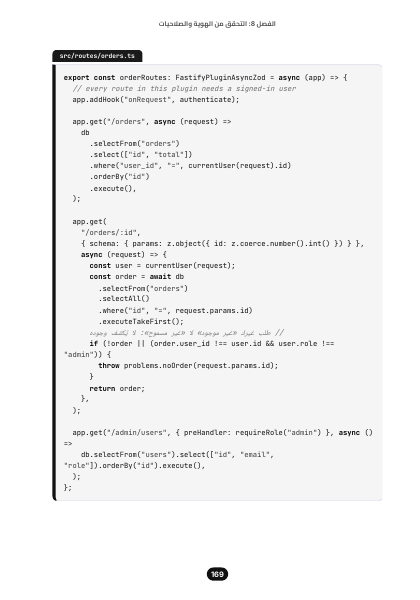 الفصل 8: التحقق من الهوية والصلاحيات
src/routes/orders.ts
export const orderRoutes: FastifyPluginAsyncZod = async (app) => {
  // every route in this plugin needs a signed-in user
  app.addHook("onRequest", authenticate);

  app.get("/orders", async (request) =>
    db
      .selectFrom("orders")
      .select(["id", "total"])
      .where("user_id", "=", currentUser(request).id)
      .orderBy("id")
      .execute(),
  );

  app.get(
    "/orders/:id",
    { schema: { params: z.object({ id: z.coerce.number().int() }) } },
    async (request) => {
      const user = currentUser(request);
      const order = await db
        .selectFrom("orders")
        .selectAll()
        .where("id", "=", request.params.id)
        .executeTakeFirst();
      // طلب غيرك «غير موجود» لا «غير مسموح»: لا يُكشف وجوده
      if (!order || (order.user_id !== user.id && user.role !==
"admin")) {
        throw problems.noOrder(request.params.id);
      }
      return order;
    },
  );

  app.get("/admin/users", { preHandler: requireRole("admin") }, async ()
=>
    db.selectFrom("users").select(["id", "email",
"role"]).orderBy("id").execute(),
  );
};
169